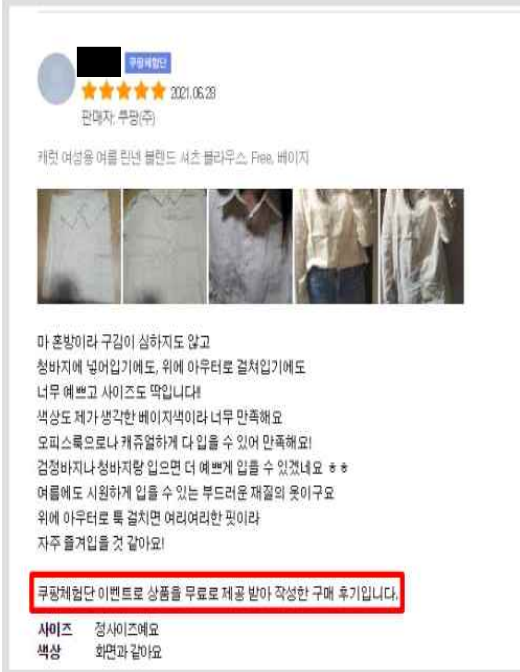 쿠팡체험단
2021.06.28
판매자: 쿠팡(주)
캐럿 여성용 여름 린넨 블렌드 셔츠 블라우스, Free, 베이지
마 혼방이라 구김이 심하지도 않고
청바지에 넣어입기에도, 위에 아우터로 걸쳐입기에도
너무 예쁘고 사이즈도 딱입니다!!
색상도 제가 생각한 베이지색이라 너무 만족해요
오피스룩으로나 캐쥬얼하게 다 입을 수 있어 만족해요!
검정바지나 청바지랑 입으면 더 예쁘게 입을 수 있겠네요 ㅎㅎ
여름에도 시원하게 입을 수 있는 부드러운 재질의 옷이구요
위에 아우터로 툭 걸치면 여리여리한 핏이라
자주 즐겨입을 것 같아요!
쿠팡체험단 이벤트로 상품을 무료로 제공 받아 작성한 구매 후기입니다.
사이즈 정사이즈예요
색상 화면과 같아요